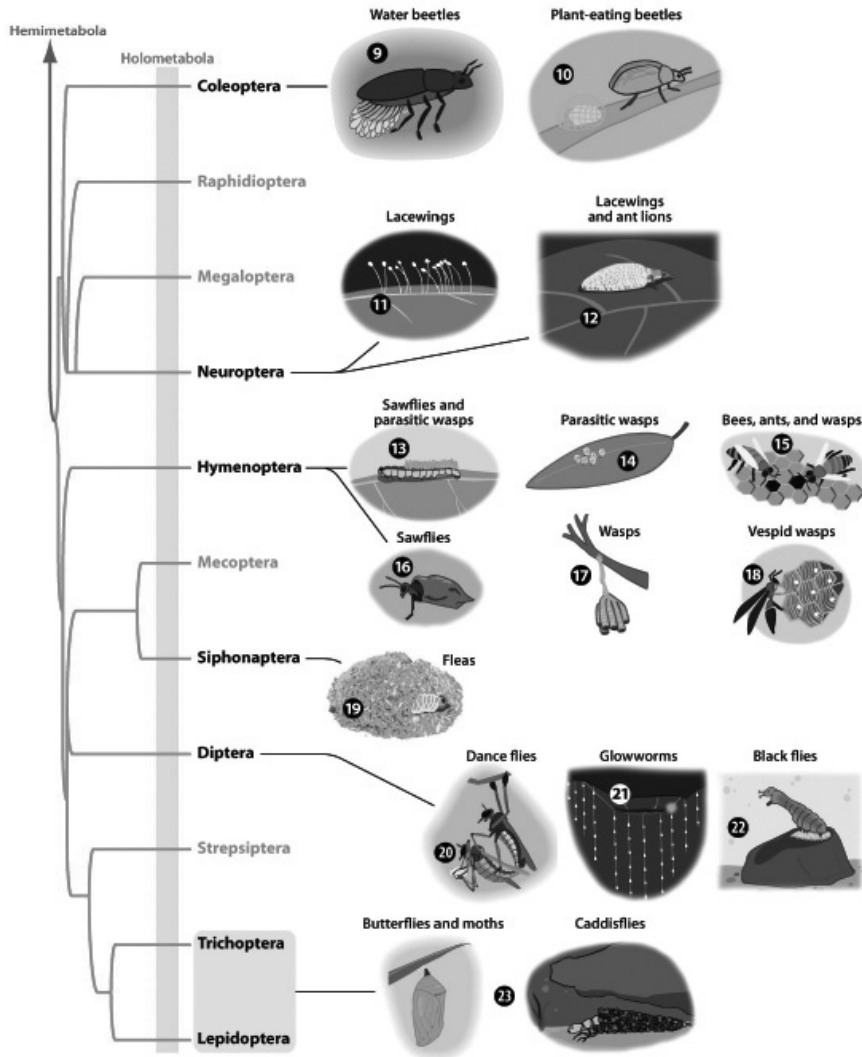 Hemimetabola
Holometabola
Water beetles
Plant-eating beetles
9
10
Coleoptera
Raphidioptera
Lacewings
Lacewings
and ant lions
Megaloptera
11
12
Neuroptera
Sawflies and
parasitic wasps
Parasitic wasps
Bees, ants, and wasps
13
14
15
Hymenoptera
Sawflies
Wasps
Vespid wasps
16
17
18
Mecoptera
Siphonaptera
Fleas
19
Diptera
Dance flies
Glowworms
Black flies
20
21
22
Strepsiptera
Butterflies and moths
Caddisflies
Trichoptera
23
Lepidoptera